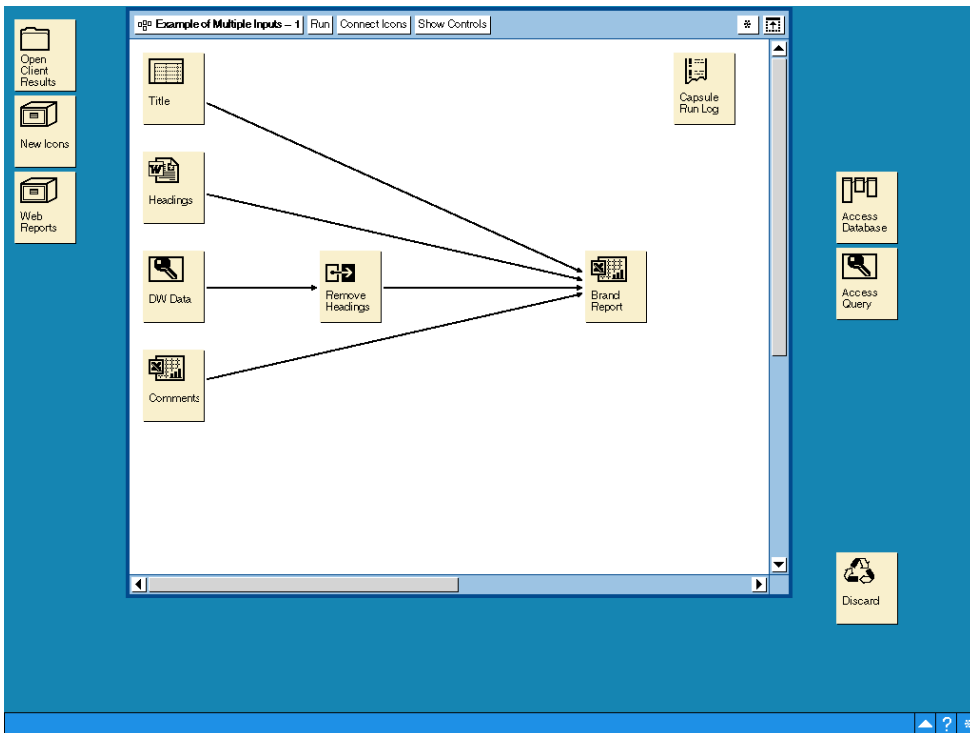 Open
Client
Results
New Icons
Web
Reports
Example of Multiple Inputs – 1 Run Connect Icons Show Controls
Title
Headings
DW Data
Comments
Remove
Headings
Brand
Report
Capsule
Run Log
Access
Database
Access
Query
Discard
?